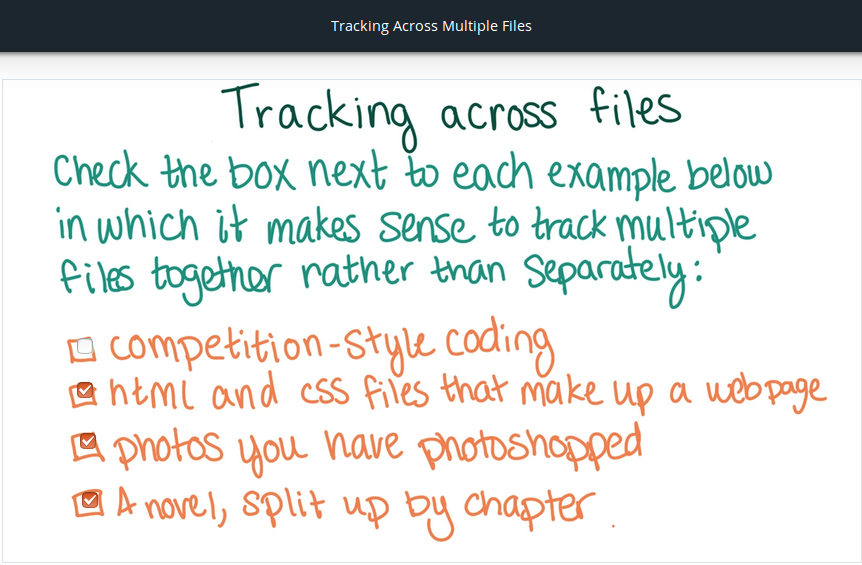 Tracking Across Multiple Files
Tracking across files
Check the box next to each example below
in which it makes sense to track multiple
files together rather than separately:
competition-style coding
html and css files that make up a webpage
photos you have photoshopped
A novel, split up by chapter.